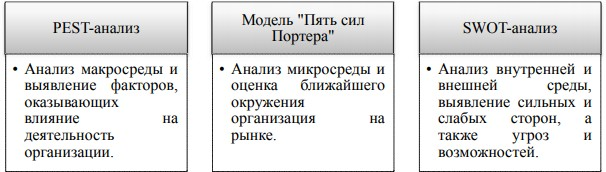 PEST-анализ
• Анализ макросреды и
выявление факторов,
оказывающих
влияние на
деятельность
организации.
Модель "Пять сил
Портера"
• Анализ микросреды и
оценка ближайшего
окружения
организация на
рынке.
SWOT-анализ
• Анализ внутренней и
внешней среды,
выявление сильных и
слабых сторон, а
также угроз и
возможностей.